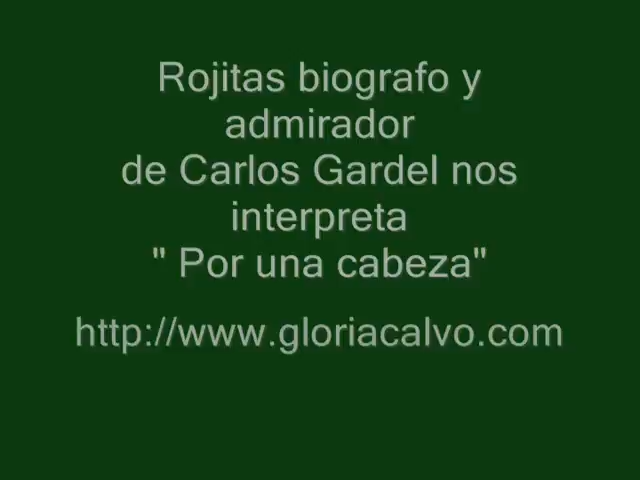 Rojitas biografo y
admirador
de Carlos Gardel nos
interpreta
" Por una cabeza"
http://www.gloriacalvo.com